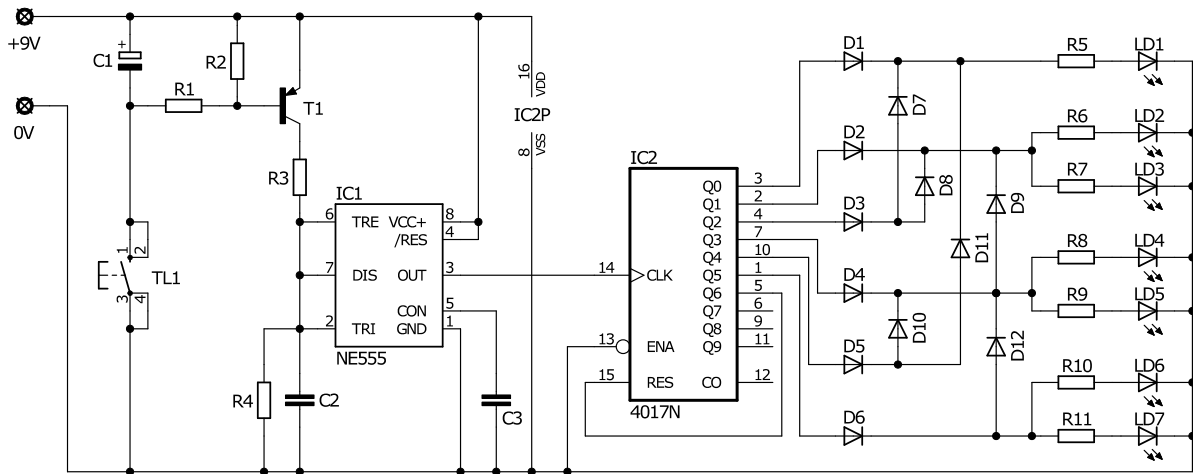 +9V
0V
C1
+
R2
R1
T1
R3
TL1
1
2
3
4
R4
C2
C3
IC1
6 TRE VCC+ 8
/RES 4
7 DIS OUT 3
CON 5
2 TRI GND 1
NE555
16 VDD
IC2P
8 VSS
IC2
Q0 3
Q1 2
Q2 4
Q3 7
Q4 10
14 CLK Q5 1
Q6 5
Q7 6
Q8 9
13 ENA Q9 11
15 RES CO 12
4017N
D1
D7
D2
D8
D3
D9
D11
D4
D10
D12
D5
D6
R5 LD1
R6 LD2
R7 LD3
R8 LD4
R9 LD5
R10 LD6
R11 LD7